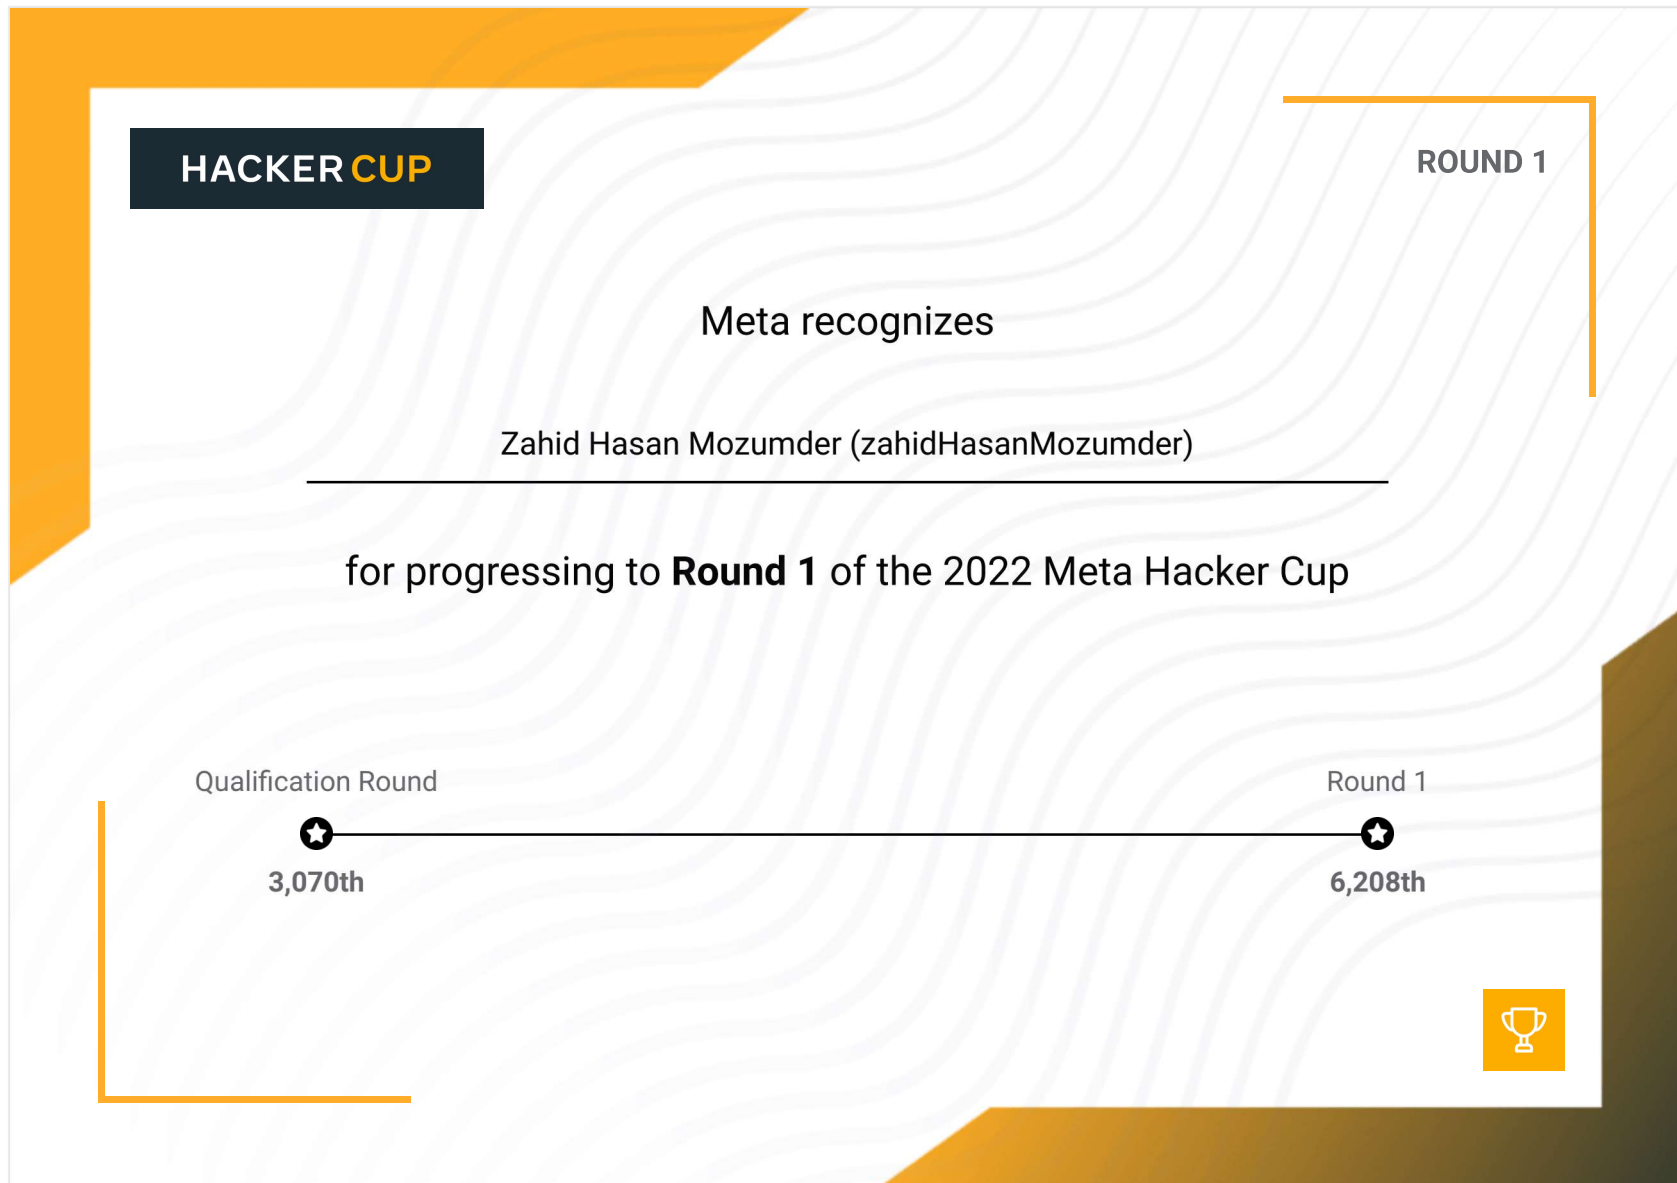 HACKER CUP
ROUND 1
Meta recognizes
Zahid Hasan Mozumder (zahidHasanMozumder)
for progressing to Round 1 of the 2022 Meta Hacker Cup
Qualification Round
Round 1
3,070th
6,208th